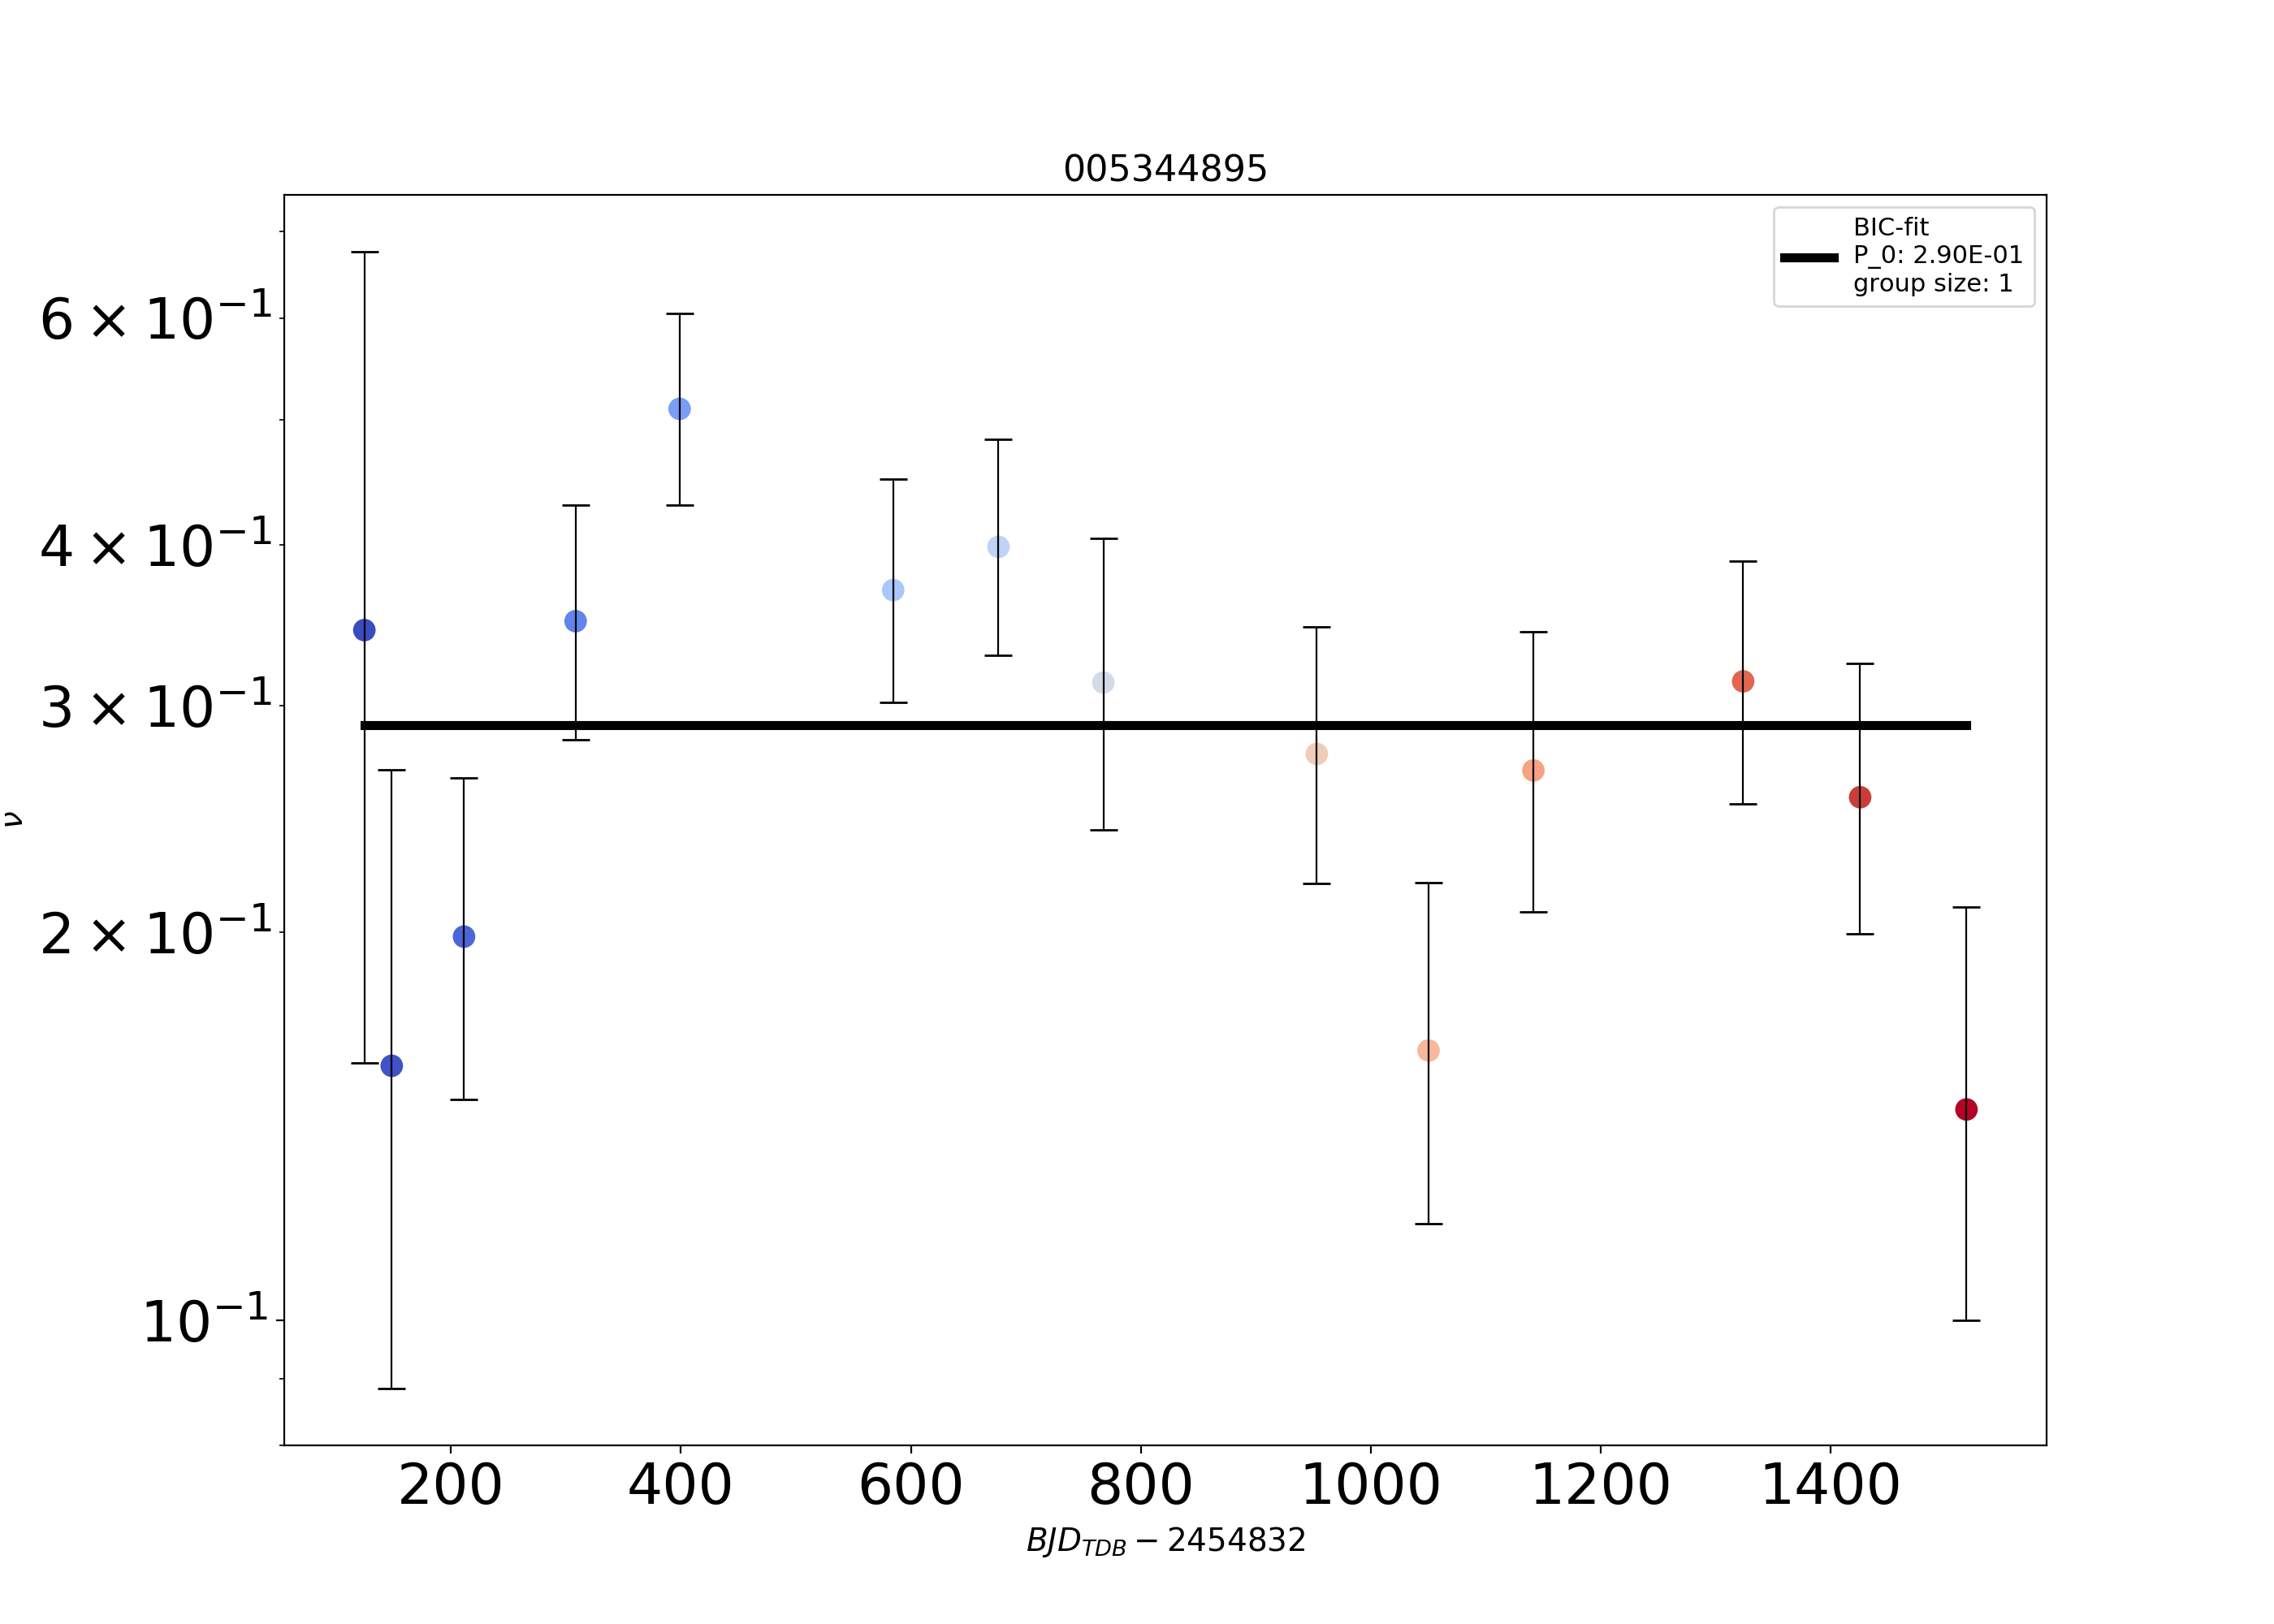 005344895
BIC-fit
P_0: 2.90E-01
group size: 1
6 × 10⁻¹
4 × 10⁻¹
3 × 10⁻¹
2 × 10⁻¹
10⁻¹
ν
200 400 600 800 1000 1200 1400
BJD_TDB − 2454832